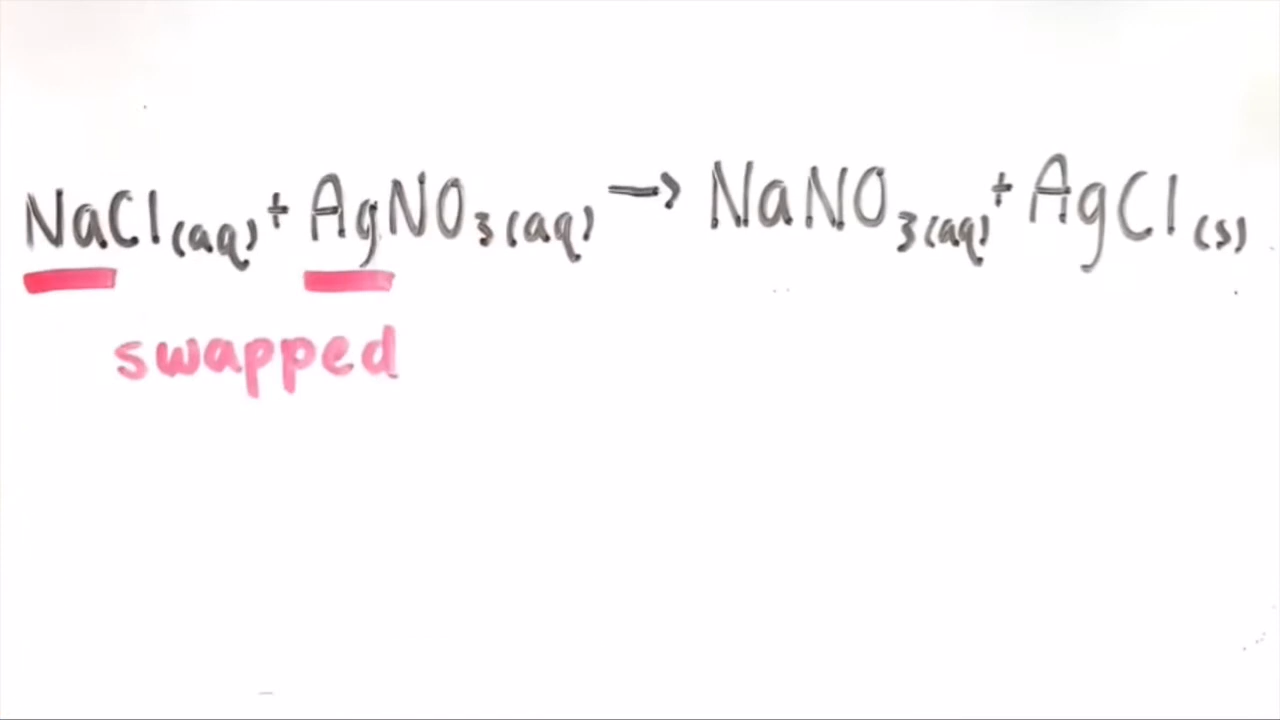 NaCl(aq) + AgNO3(aq) → NaNO3(aq) + AgCl(s)
swapped